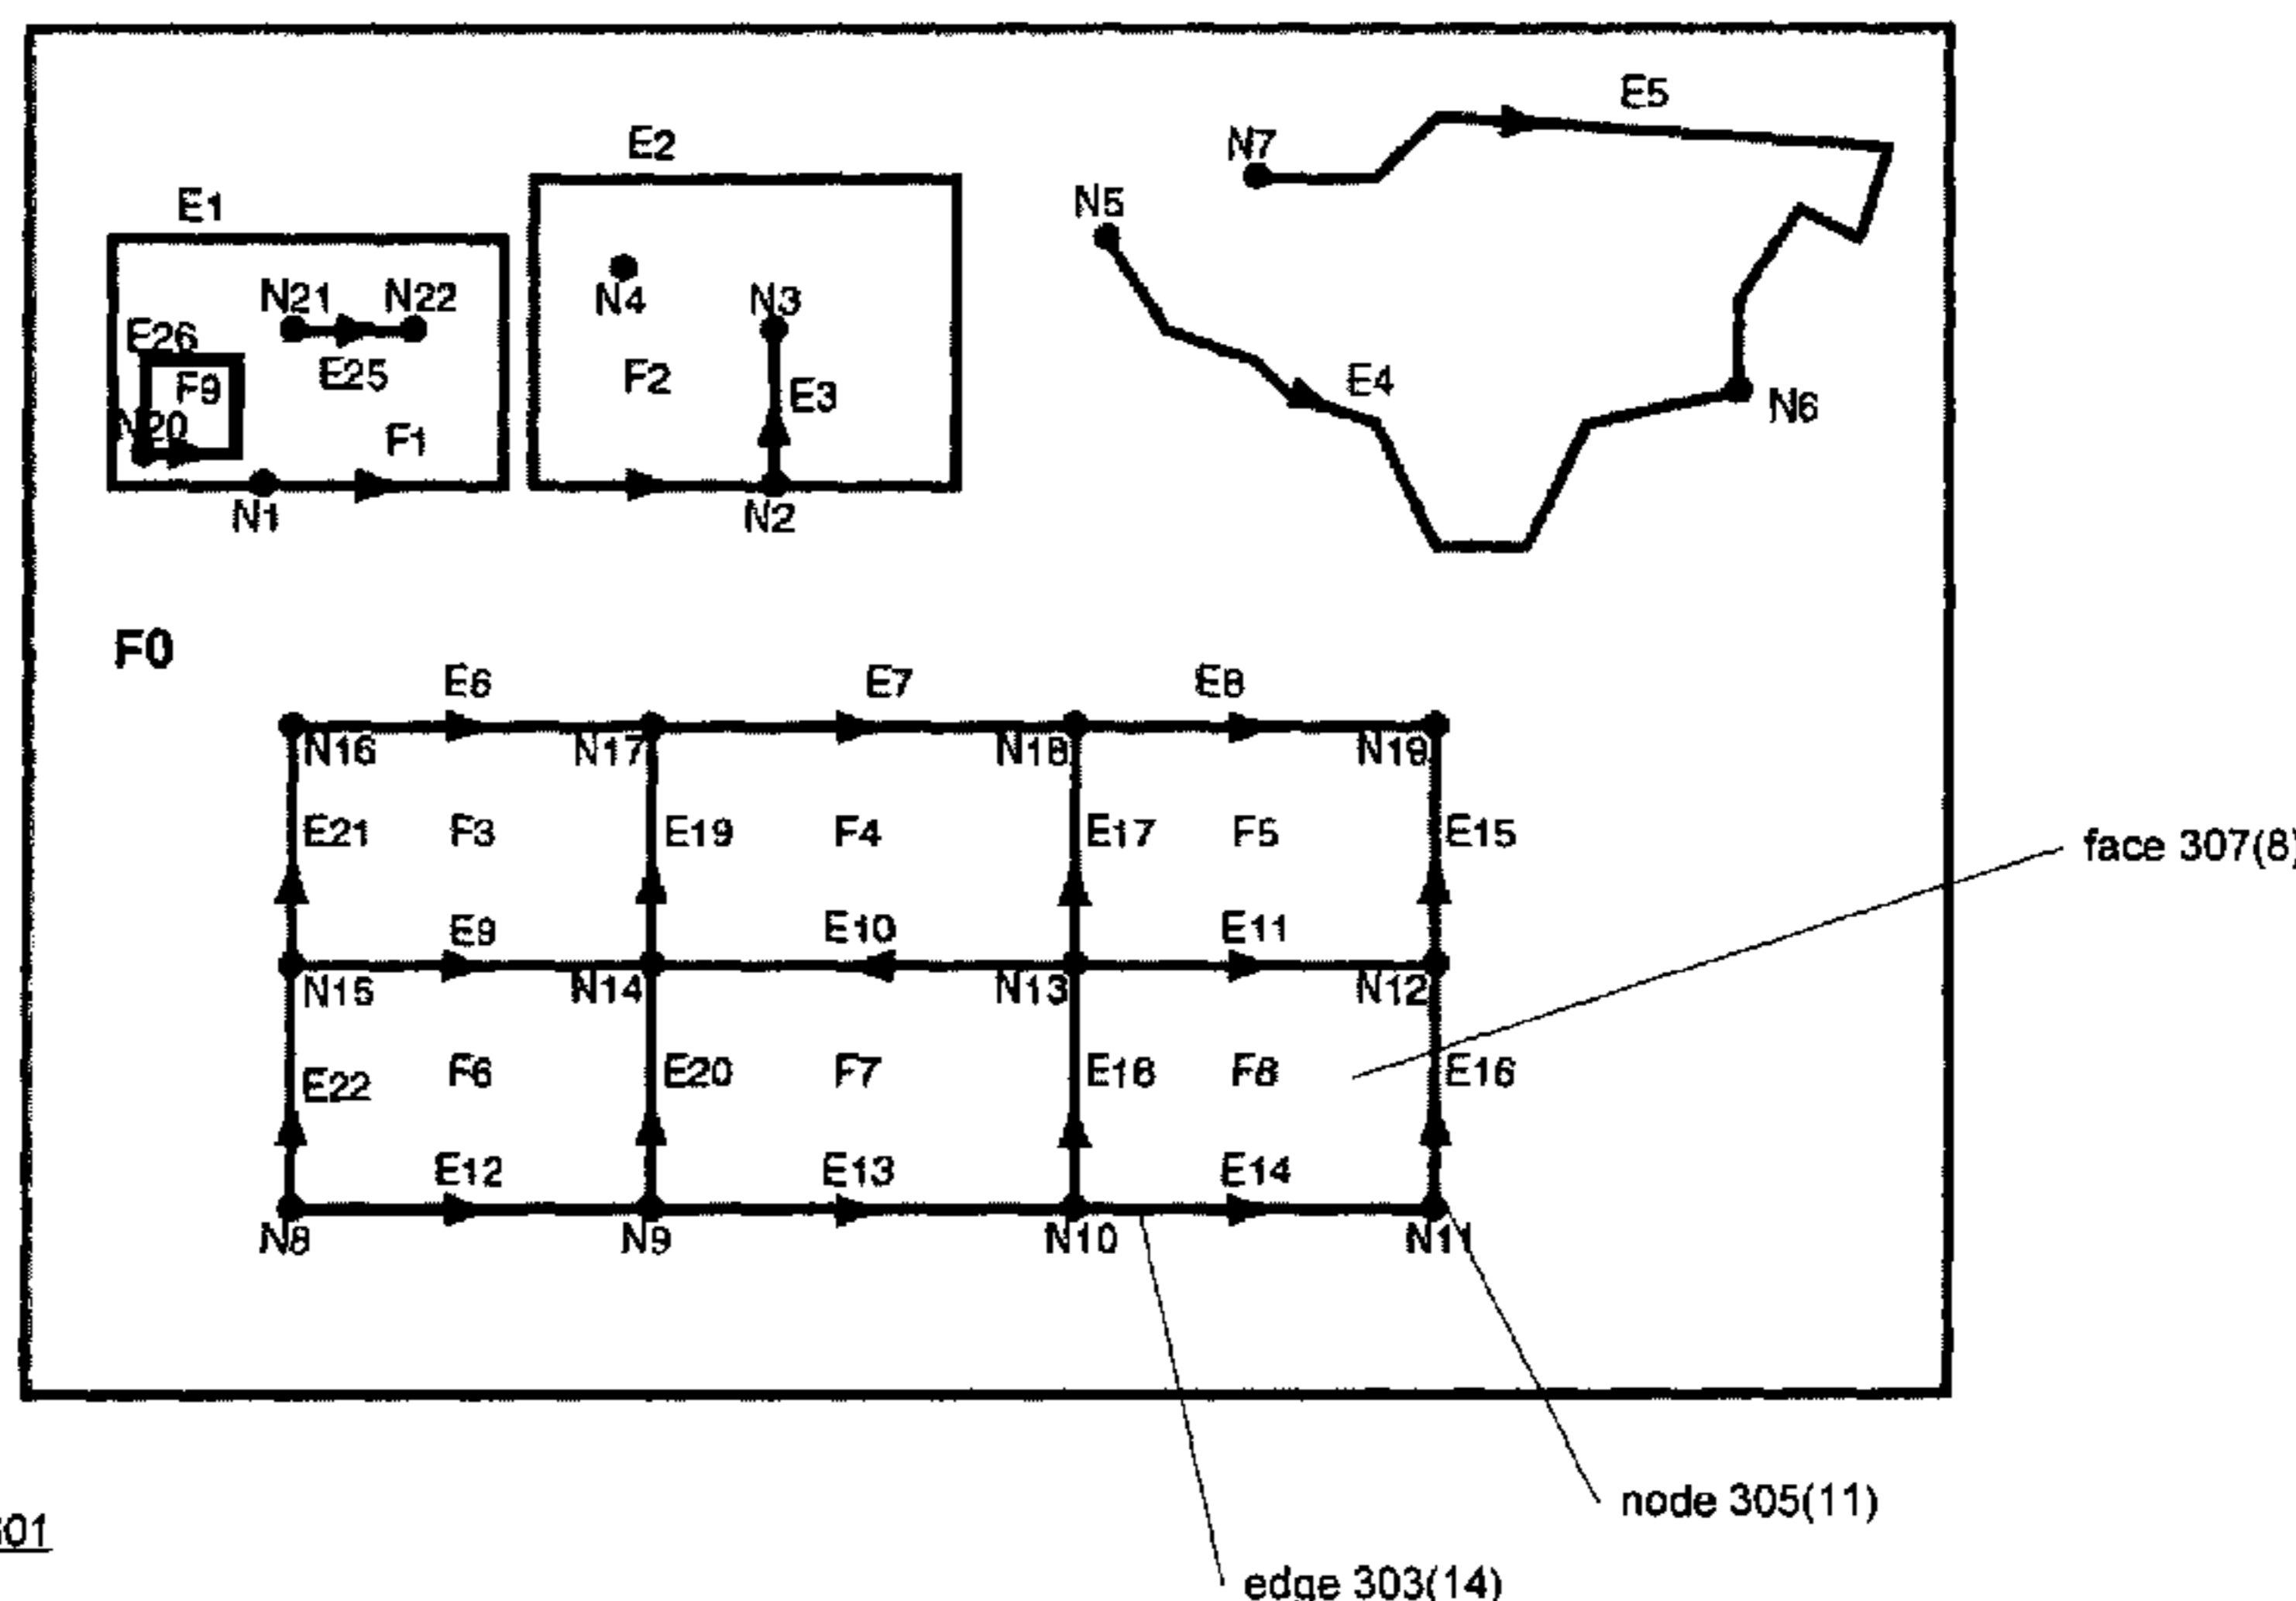 E5
E2
N7
N5
E1
N21 N22
N4
N3
E26
E25
F9
F2
E3
E4
N6
N20
F1
N1
N2
F0
E6 E7 E8
N16 N17 N18 N19
E21 F3 E19 F4 E17 F5 E15
face 307(8)
E9 E10 E11
N15 N14 N13 N12
E22 F6 E20 F7 E18 F8 E16
E12 E13 E14
N8 N9 N10 N11
node 305(11)
edge 303(14)